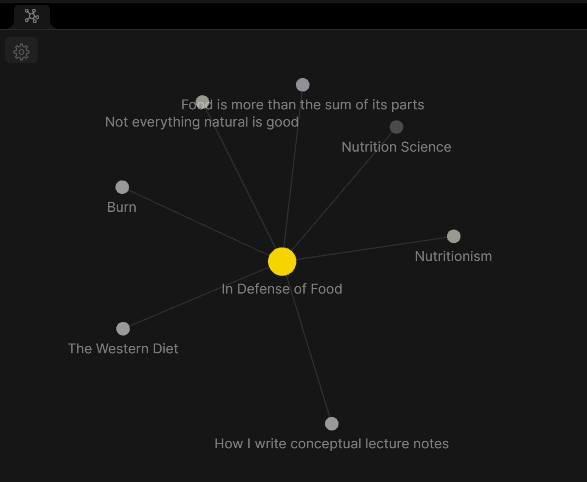 Food is more than the sum of its parts
Not everything natural is good
Nutrition Science
Burn
Nutritionism
In Defense of Food
The Western Diet
How I write conceptual lecture notes